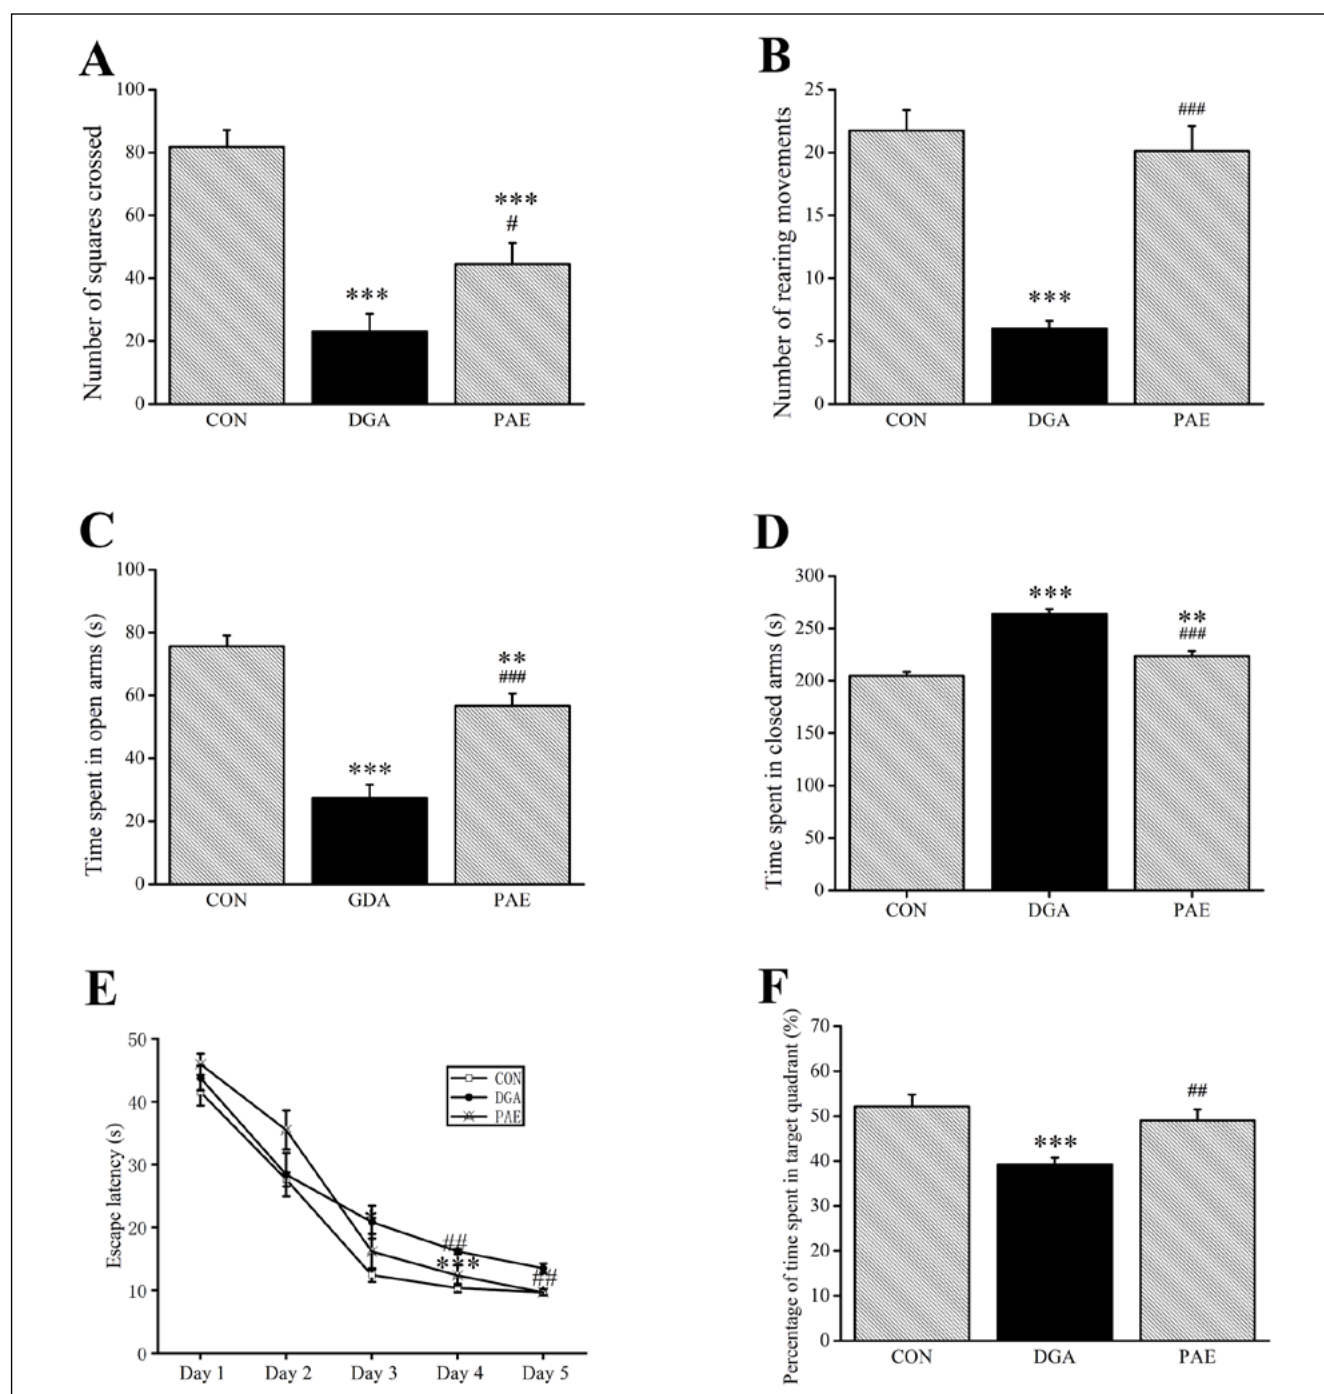 A
Number of squares crossed
100
80
60
40
20
0
***
***
#
CON DGA PAE
B
Number of rearing movements
25
20
15
10
5
0
***
###
CON DGA PAE
C
Time spent in open arms (s)
100
80
60
40
20
0
***
**
###
CON GDA PAE
D
Time spent in closed arms (s)
300
250
200
150
100
50
0
***
**
###
CON DGA PAE
E
Escape latency (s)
50
40
30
20
10
0
CON
DGA
PAE
*
##
***
##
Day 1 Day 2 Day 3 Day 4 Day 5
F
Percentage of time spent in target quadrant (%)
70
60
50
40
30
20
10
0
***
##
CON DGA PAE